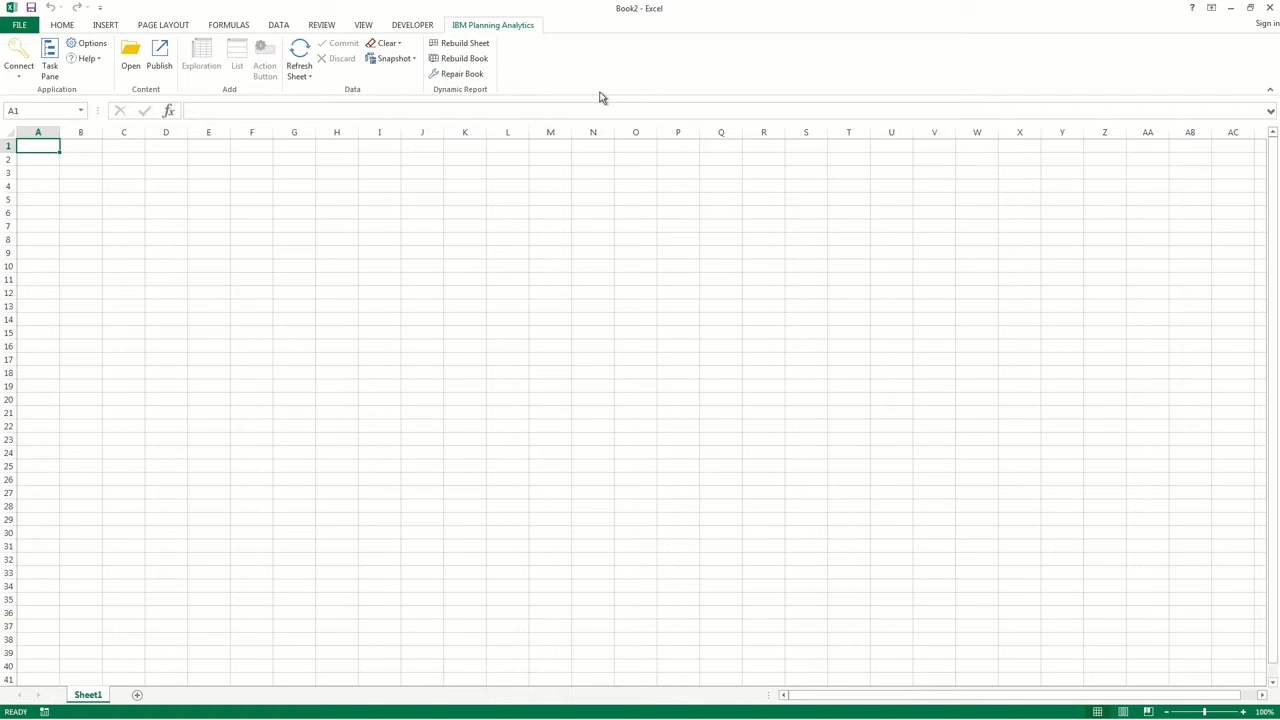 Book2 - Excel
Sign in
FILE HOME INSERT PAGE LAYOUT FORMULAS DATA REVIEW VIEW DEVELOPER IBM Planning Analytics
Connect Task Pane Options Help
Application
Open Publish
Content
Exploration List Action Button
Add
Refresh Sheet Commit Discard Clear Snapshot
Data
Rebuild Sheet
Rebuild Book
Repair Book
Dynamic Report
A1 fx
A B C D E F G H I J K L M N O P Q R S T U V W X Y Z AA AB AC
1
2
3
4
5
6
7
8
9
10
11
12
13
14
15
16
17
18
19
20
21
22
23
24
25
26
27
28
29
30
31
32
33
34
35
36
37
38
39
40
41
Sheet1
READY 100%